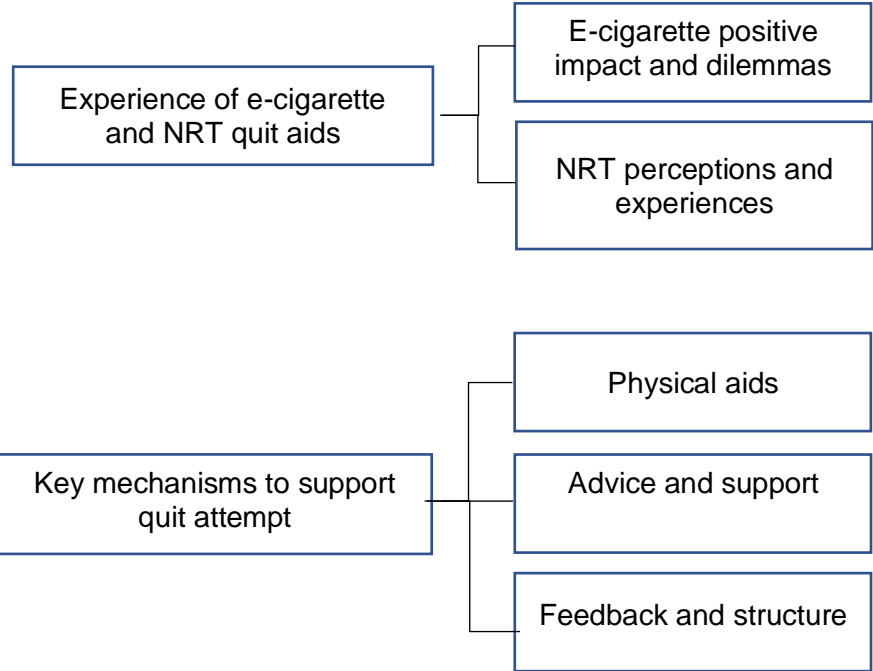 Experience of e-cigarette
and NRT quit aids
E-cigarette positive
impact and dilemmas
NRT perceptions and
experiences
Key mechanisms to support
quit attempt
Physical aids
Advice and support
Feedback and structure